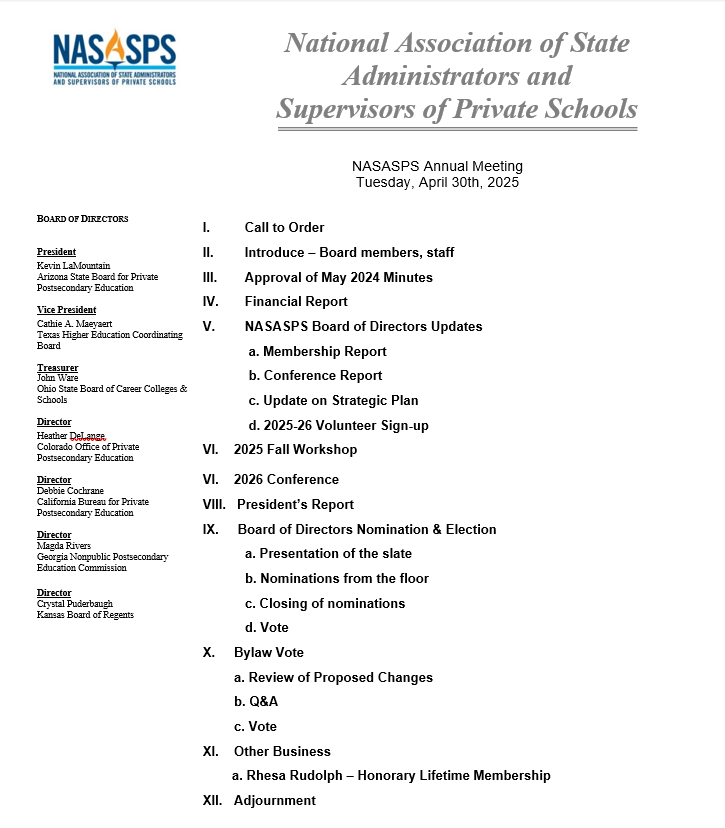 NASASPS
NATIONAL ASSOCIATION OF STATE ADMINISTRATORS
AND SUPERVISORS OF PRIVATE SCHOOLS
National Association of State
Administrators and
Supervisors of Private Schools
NASASPS Annual Meeting
Tuesday, April 30th, 2025
BOARD OF DIRECTORS
President
Kevin LaMountain
Arizona State Board for Private
Postsecondary Education
Vice President
Cathie A. Maeyaert
Texas Higher Education Coordinating
Board
Treasurer
John Ware
Ohio State Board of Career Colleges &
Schools
Director
Heather DeLange
Colorado Office of Private
Postsecondary Education
Director
Debbie Cochrane
California Bureau for Private
Postsecondary Education
Director
Magda Rivers
Georgia Nonpublic Postsecondary
Education Commission
Director
Crystal Puderbaugh
Kansas Board of Regents
I. Call to Order
II. Introduce – Board members, staff
III. Approval of May 2024 Minutes
IV. Financial Report
V. NASASPS Board of Directors Updates
a. Membership Report
b. Conference Report
c. Update on Strategic Plan
d. 2025-26 Volunteer Sign-up
VI. 2025 Fall Workshop
VI. 2026 Conference
VIII. President’s Report
IX. Board of Directors Nomination & Election
a. Presentation of the slate
b. Nominations from the floor
c. Closing of nominations
d. Vote
X. Bylaw Vote
a. Review of Proposed Changes
b. Q&A
c. Vote
XI. Other Business
a. Rhesa Rudolph – Honorary Lifetime Membership
XII. Adjournment